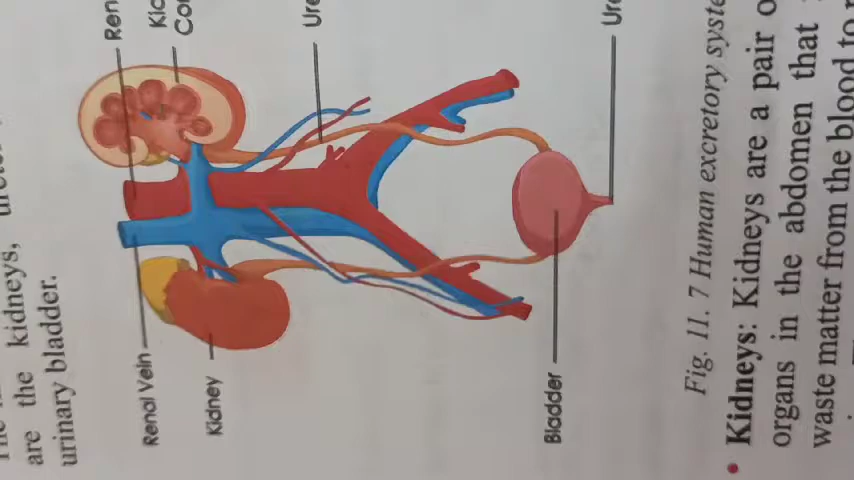 are the kidneys,
urinary bladder.
Renal Vein
Kidney
Bladder
Fig. 11. 7 Human excretory syste
• Kidneys: Kidneys are a pair o
organs in the abdomen that
waste matter from the blood to